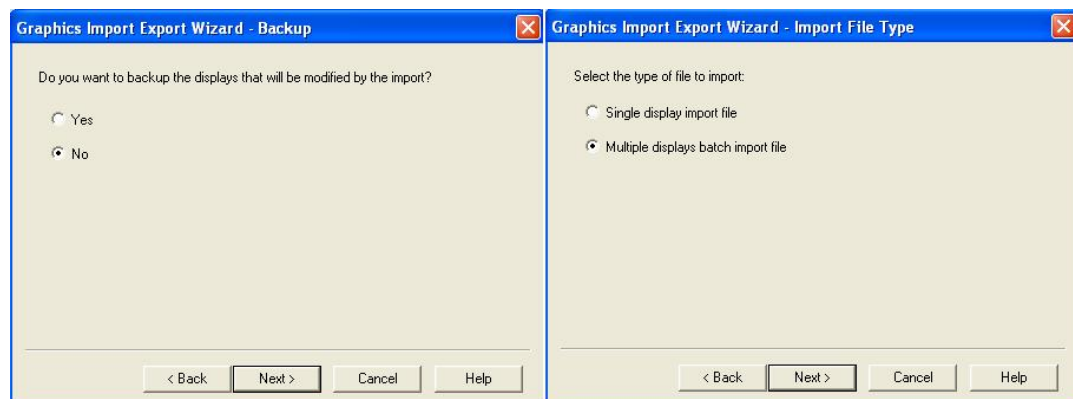 Graphics Import Export Wizard - Backup
Do you want to backup the displays that will be modified by the import?
Yes
No
< Back
Next >
Cancel
Help
Graphics Import Export Wizard - Import File Type
Select the type of file to import:
Single display import file
Multiple displays batch import file
< Back
Next >
Cancel
Help